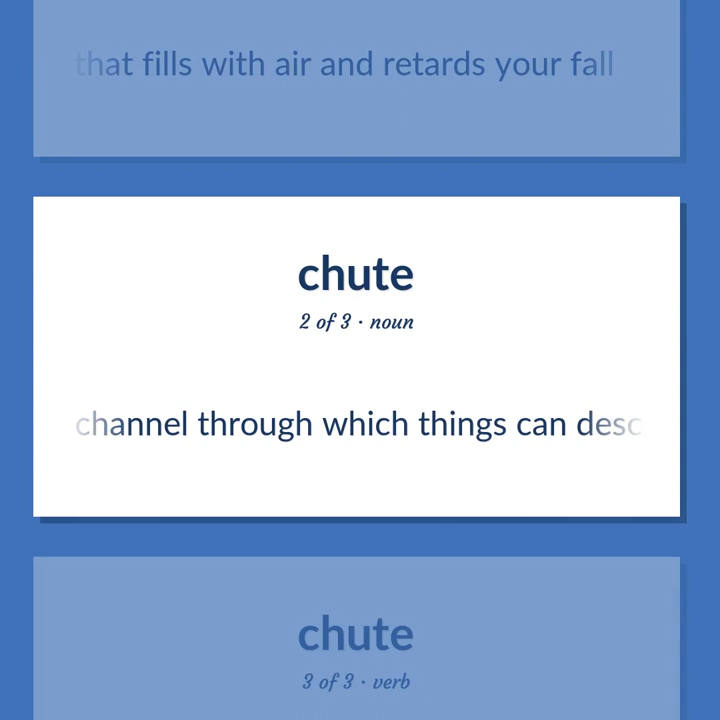 that fills with air and retards your fall
chute
2 of 3 · noun
channel through which things can desc
chute
3 of 3 · verb